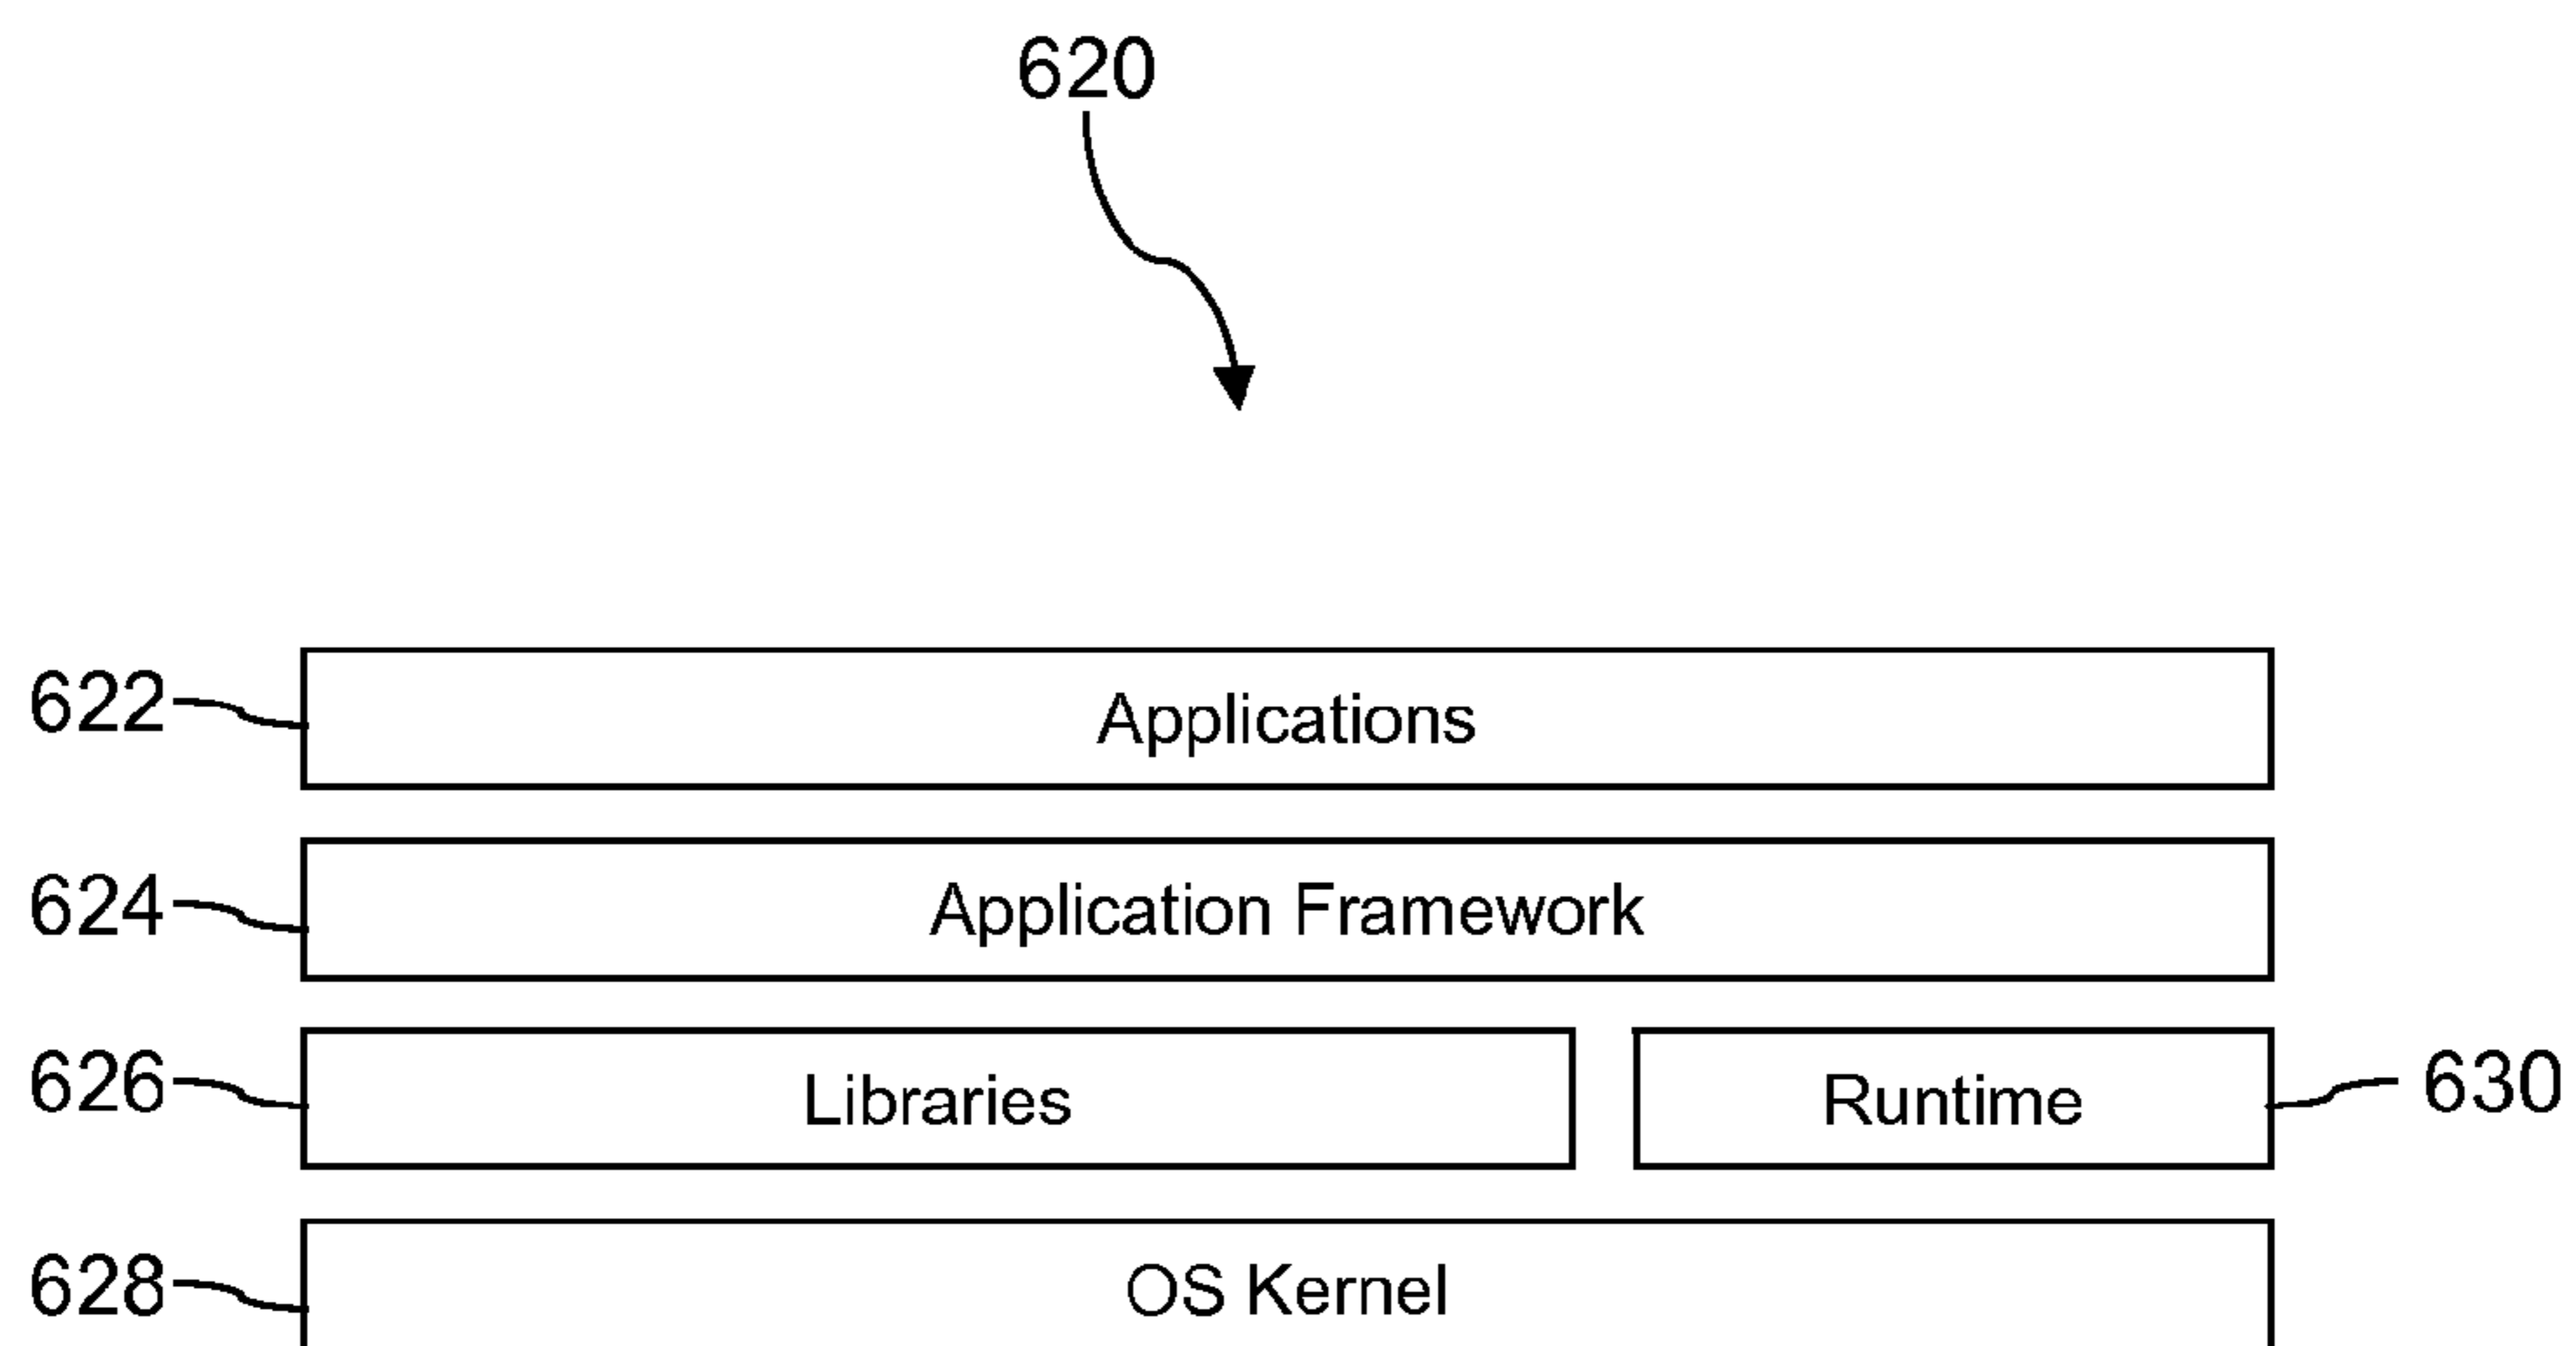 620
622 Applications
624 Application Framework
626 Libraries Runtime 630
628 OS Kernel